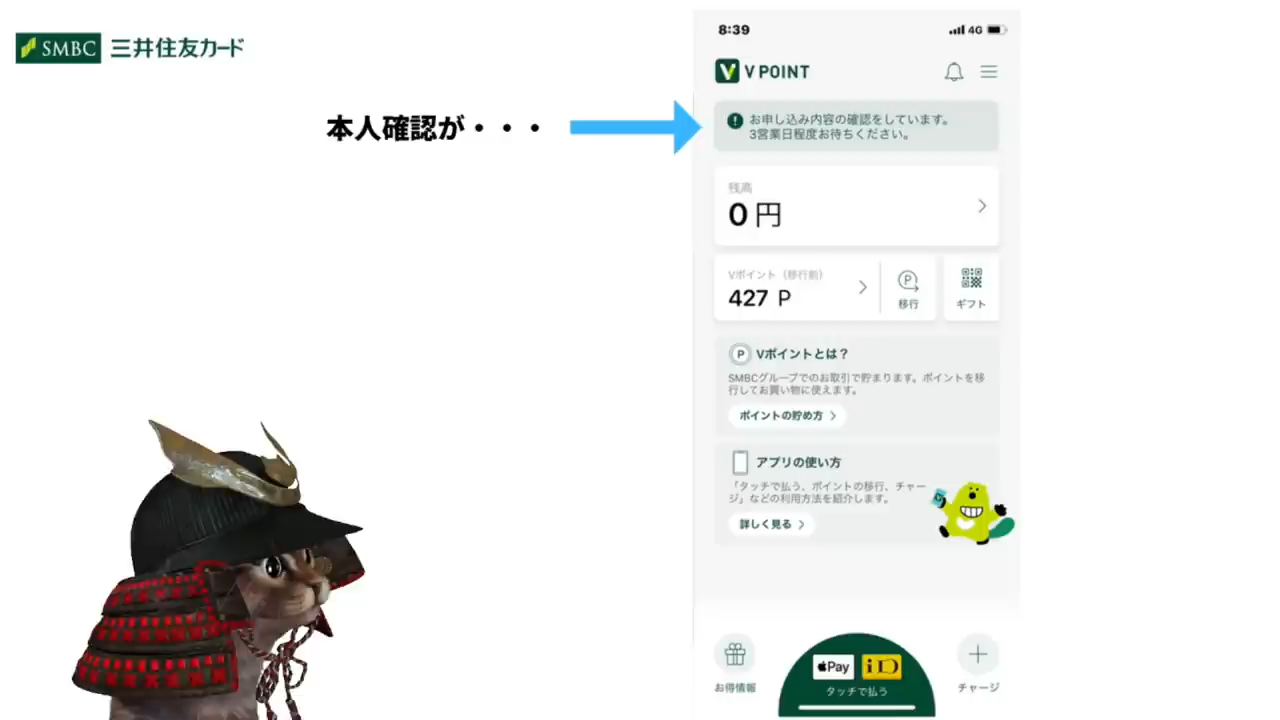 SMBC 三井住友カード
本人確認が・・・
8:39
4G
V POINT
お申し込み内容の確認をしています。
3営業日程度お待ちください。
残高
0 円
Vポイント（移行前）
427 P
移行
ギフト
Vポイントとは？
SMBCグループでのお取引で貯まります。ポイントを移
行してお買い物に使えます。
ポイントの貯め方
アプリの使い方
「タッチで払う、ポイントの移行、チャー
ジ」などの利用方法を紹介します。
詳しく見る
お得情報
Pay
iD
タッチで払う
チャージ